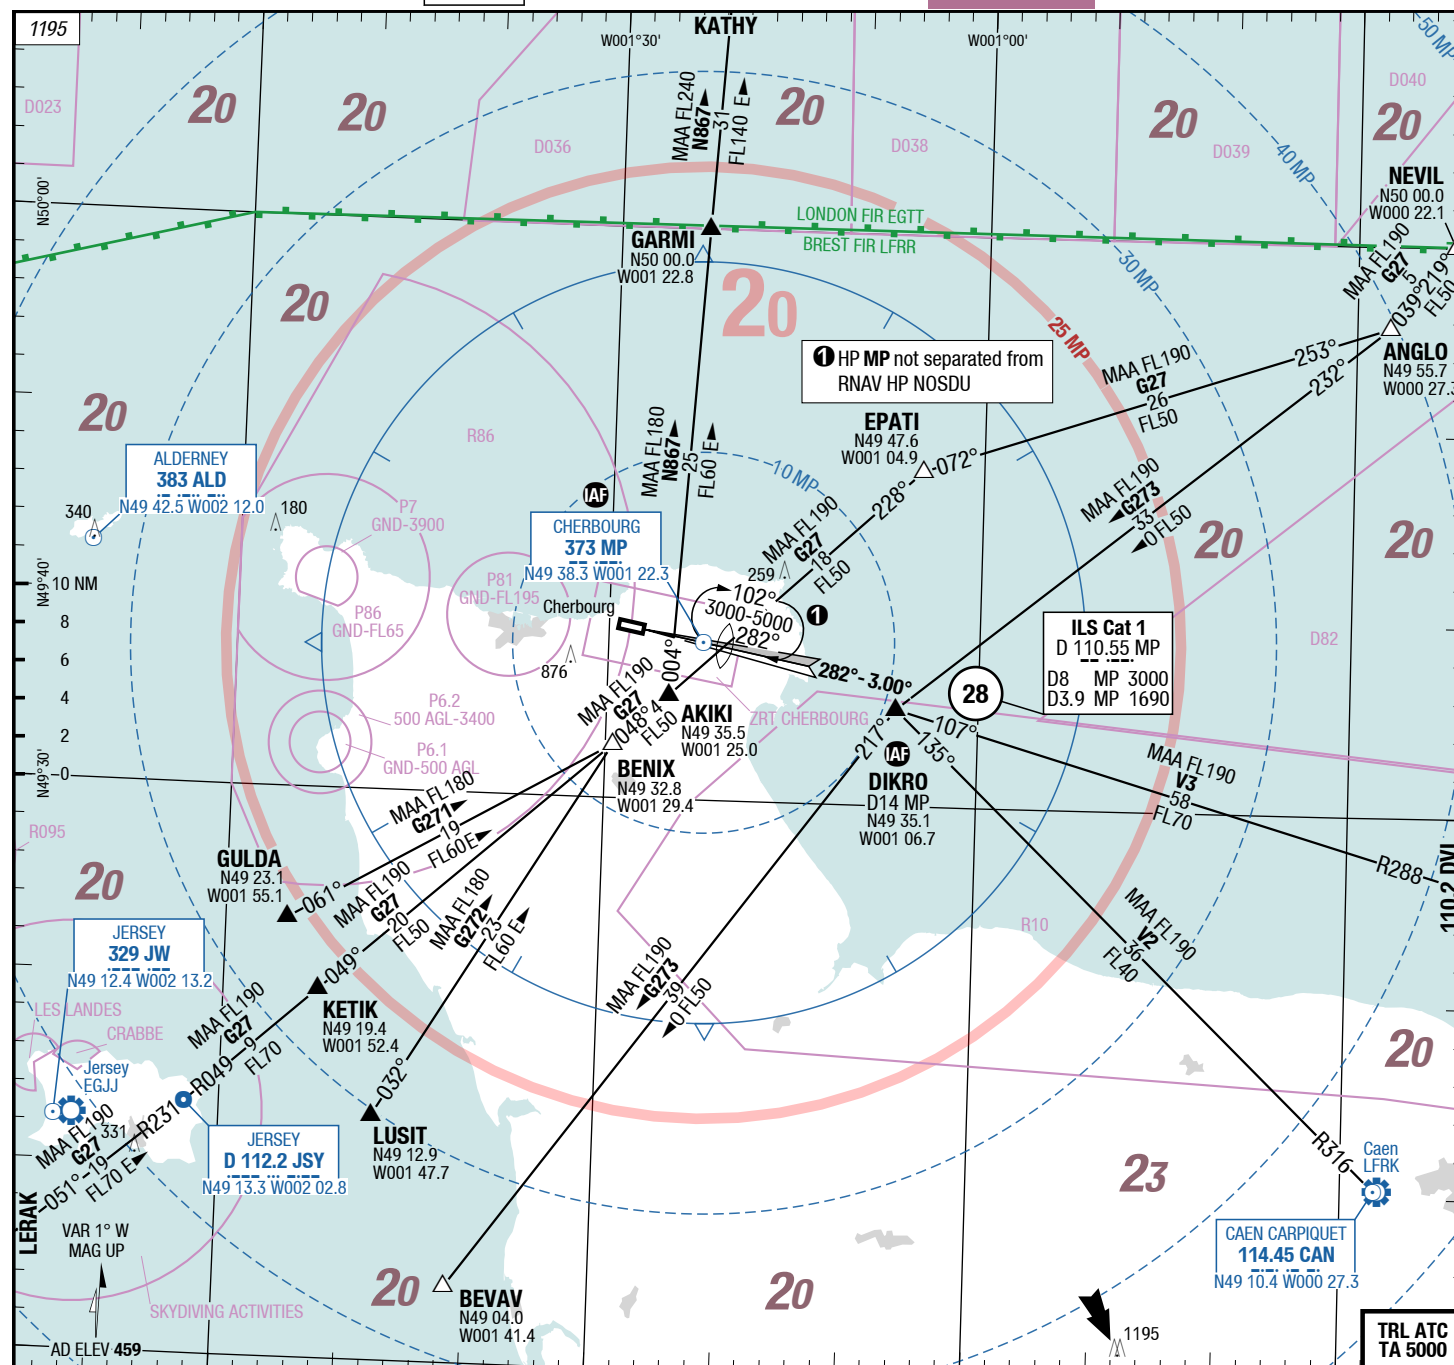 1195
KATHY
W001°30'
W001°00'
50 MP
D023
20
20
20
20
20
D040
MAA FL240
N867
31
FL140 E
D036
D038
D039
40 MP
NEVIL
N50 00.0
W000 22.1
N50°00'
LONDON FIR EGTT
BREST FIR LFRR
GARMI
N50 00.0
W001 22.8
30 MP
MAA FL190
G27
5
FL50
039°
219°
20
20
25 MP
1 HP MP not separated from
RNAV HP NOSDU
ANGLO
N49 55.7
W000 27.3
253°
232°
MAA FL190
G27
26
FL50
20
R86
MAA FL180
N867
25
FL60 E
EPATI
N49 47.6
W001 04.9
072°
228°
10 MP
ALDERNEY
383 ALD
N49 42.5 W002 12.0
340
180
P7
GND-3900
IAF
CHERBOURG
373 MP
N49 38.3 W001 22.3
MAA FL190
G27
18
FL50
MAA FL190
G273
33
O FL50
20
20
N49°40'
10 NM
8
6
4
2
0
N49°30'
P86
GND-FL65
P81
GND-FL195
Cherbourg
259
102°
3000-5000
282°
1
ILS Cat 1
D 110.55 MP
D8 MP 3000
D3.9 MP 1690
D82
876
004°
282° - 3.00°
28
MAA FL190
G27
4
FL50
048°
AKIKI
N49 35.5
W001 25.0
ZRT CHERBOURG
P6.2
500 AGL-3400
P6.1
GND-500 AGL
217°
107°
135°
IAF
DIKRO
D14 MP
N49 35.1
W001 06.7
BENIX
N49 32.8
W001 29.4
MAA FL190
V3
58
FL70
R288
110.2 DVL
MAA FL180
G271
19
FL60 E
R095
20
GULDA
N49 23.1
W001 55.1
061°
MAA FL190
G27
20
FL50
MAA FL180
G272
23
FL60 E
R10
MAA FL190
V2
36
FL40
JERSEY
329 JW
N49 12.4 W002 13.2
049°
KETIK
N49 19.4
W001 52.4
MAA FL190
G273
39
O FL50
LES LANDES
CRABBE
MAA FL190
G27
9
FL70
R049
20
Jersey
EGJJ
032°
LUSIT
N49 12.9
W001 47.7
331
R231
MAA FL190
G27
19
FL70 E
051°
JERSEY
D 112.2 JSY
N49 13.3 W002 02.8
R316
Caen
LFRK
23
LERAK
VAR 1° W
MAG UP
CAEN CARPIQUET
114.45 CAN
N49 10.4 W000 27.3
SKYDIVING ACTIVITIES
20
BEVAV
N49 04.0
W001 41.4
20
AD ELEV 459
1195
TRL ATC
TA 5000